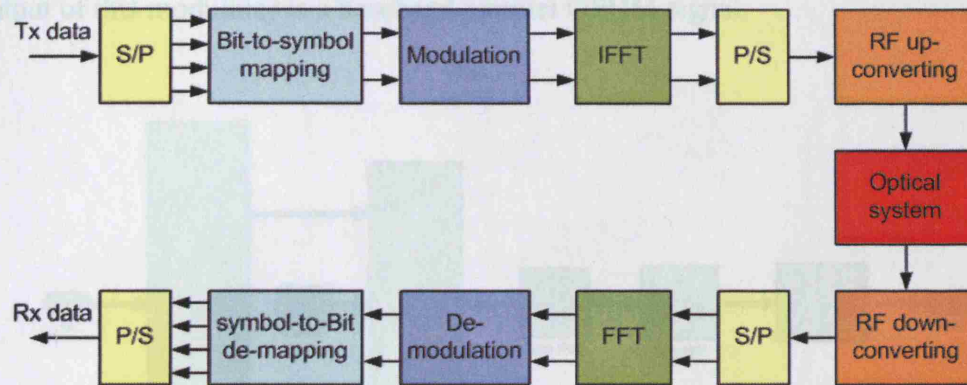 Tx data
S/P
Bit-to-symbol
mapping
Modulation
IFFT
P/S
RF up-
converting
Optical
system
Rx data
P/S
symbol-to-Bit
de-mapping
De-
modulation
FFT
S/P
RF down-
converting